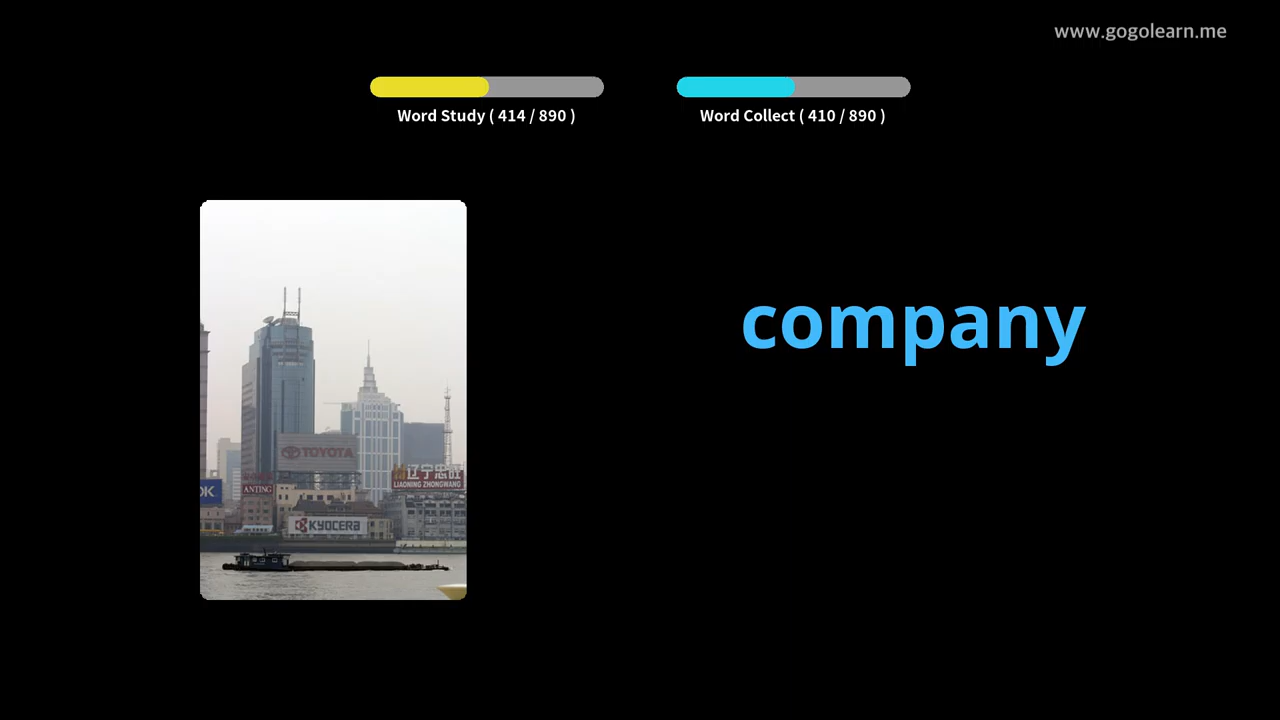 www.gogolearn.me
Word Study ( 414 / 890 )
Word Collect ( 410 / 890 )
company
TOYOTA
辽宁忠旺
LIAONING ZHONGWANG
OK
ANTING
KYOCERA